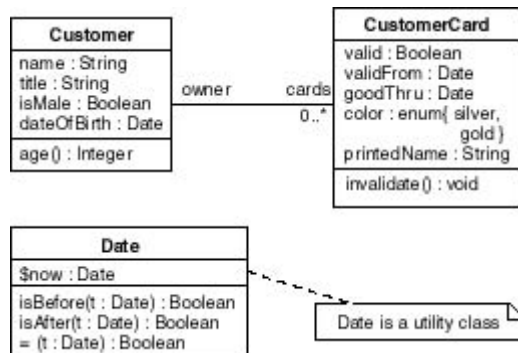 Customer
name : String
title : String
isMale : Boolean
dateOfBirth : Date
age() : Integer
owner
cards
0..*
CustomerCard
valid : Boolean
validFrom : Date
goodThru : Date
color : enum{ silver,
gold }
printedName : String
invalidate() : void
Date
$now : Date
isBefore(t : Date) : Boolean
isAfter(t : Date) : Boolean
= (t : Date) : Boolean
Date is a utility class